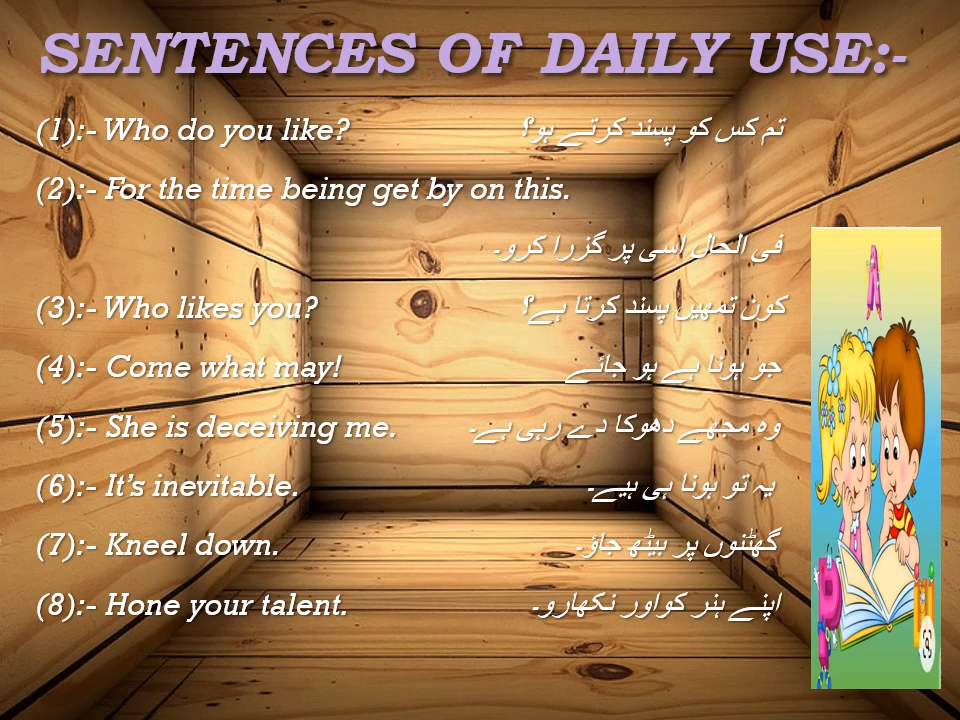 SENTENCES OF DAILY USE:-
(1):- Who do you like? تم کس کو پسند کرتے ہو؟
(2):- For the time being get by on this.
فی الحال اسی پر گزرا کرو۔
(3):- Who likes you? کون تمھیں پسند کرتا ہے؟
(4):- Come what may! جو ہونا ہے ہو جائے
(5):- She is deceiving me. وہ مجھے دھوکا دے رہی ہے۔
(6):- It's inevitable. یہ تو ہونا ہی ہیے۔
(7):- Kneel down. گھٹنوں پر بیٹھ جاؤ۔
(8):- Hone your talent. اپنے ہنر کواور نکھارو۔